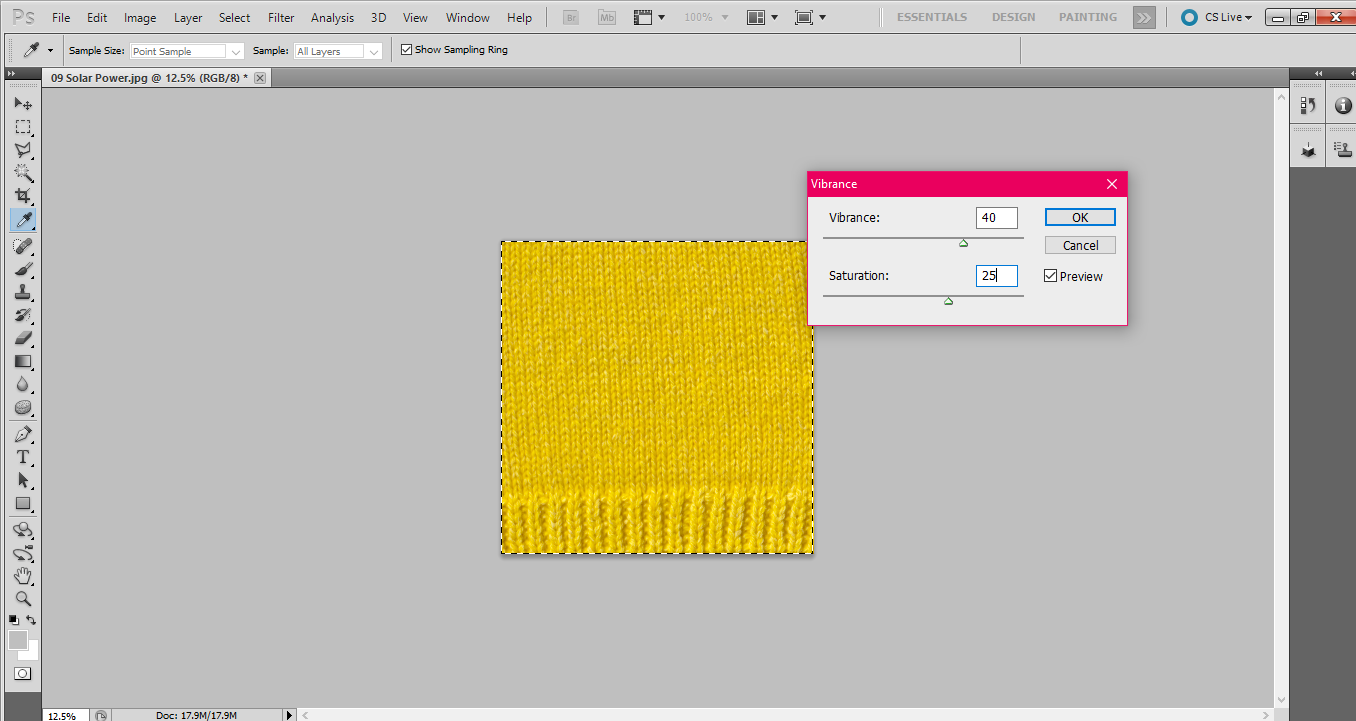 Ps File Edit Image Layer Select Filter Analysis 3D View Window Help Br Mb 100% ESSENTIALS DESIGN PAINTING CS Live
Sample Size: Point Sample Sample: All Layers Show Sampling Ring
09 Solar Power.jpg @ 12.5% (RGB/8) *
Vibrance
Vibrance: 40 OK
Cancel
Saturation: 25 Preview
T
12.5% Doc: 17.9M/17.9M